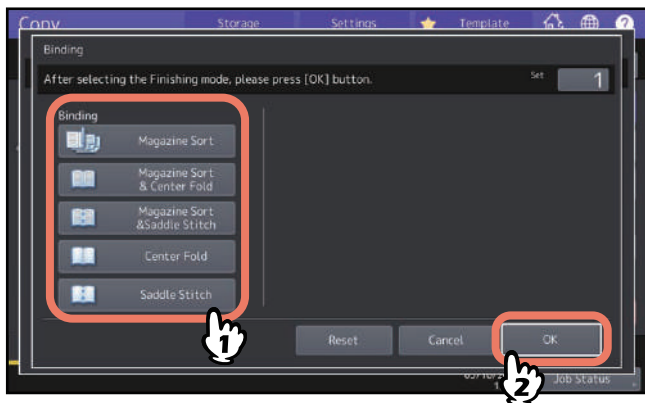 Copy
Storage
Settings
Template
?
Binding
After selecting the Finishing mode, please press [OK] button.
Set
1
Binding
Magazine Sort
Magazine Sort
& Center Fold
Magazine Sort
&Saddle Stitch
Center Fold
Saddle Stitch
1
Reset
Cancel
OK
2
Job Status